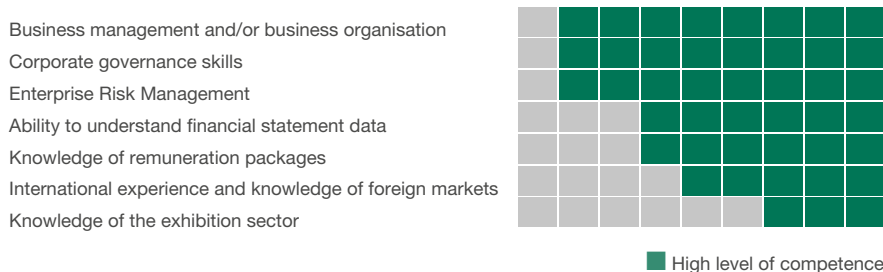 Business management and/or business organisation
Corporate governance skills
Enterprise Risk Management
Ability to understand financial statement data
Knowledge of remuneration packages
International experience and knowledge of foreign markets
Knowledge of the exhibition sector
High level of competence